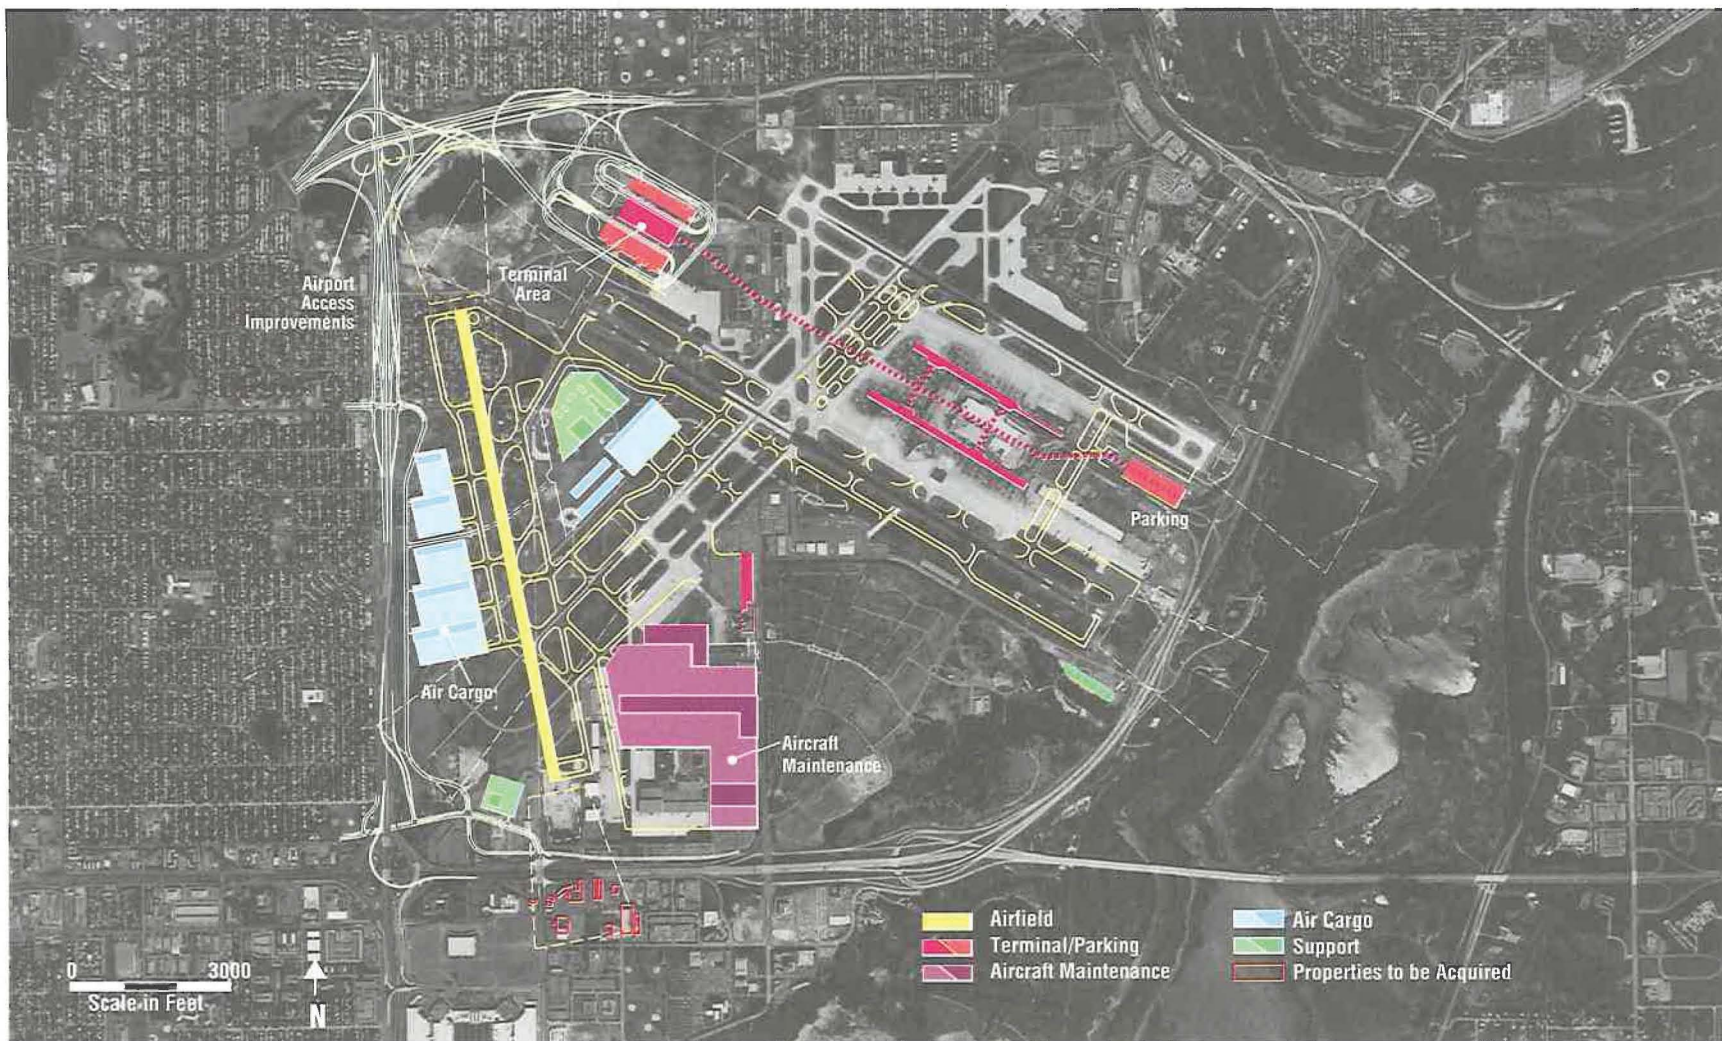 Airport
Access
Improvements
Terminal
Area
Parking
Air Cargo
Aircraft
Maintenance
Airfield
Terminal/Parking
Aircraft Maintenance
Air Cargo
Support
Properties to be Acquired
0 3000
Scale in Feet
N